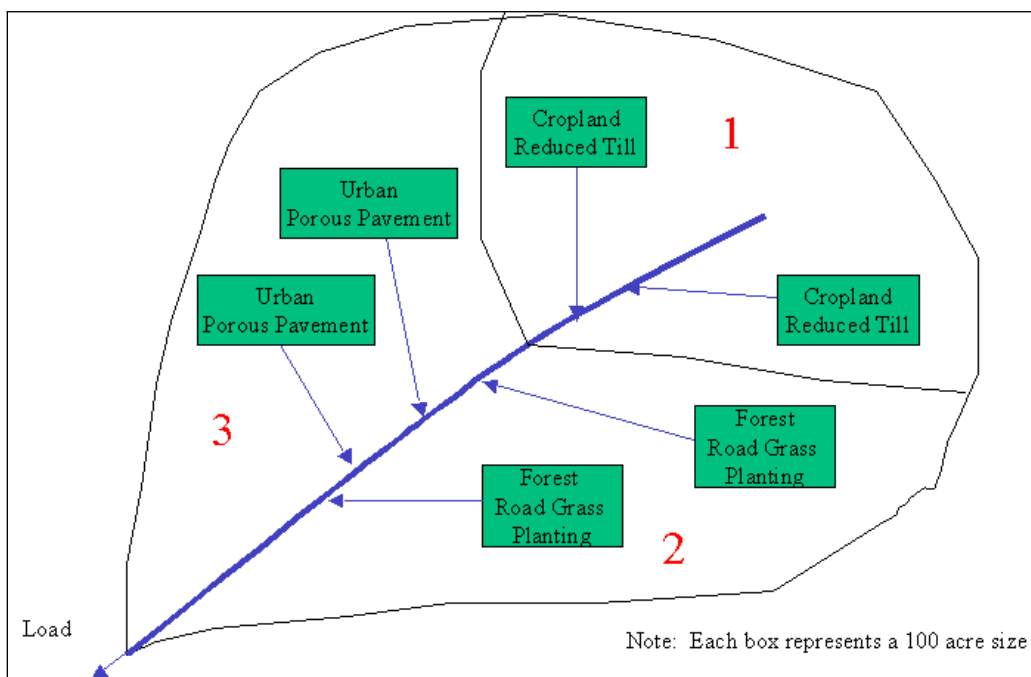 Cropland
Reduced Till
1
Urban
Porous Pavement
Urban
Porous Pavement
Cropland
Reduced Till
3
Forest
Road Grass
Planting
Forest
Road Grass
Planting
2
Load
Note: Each box represents a 100 acre size